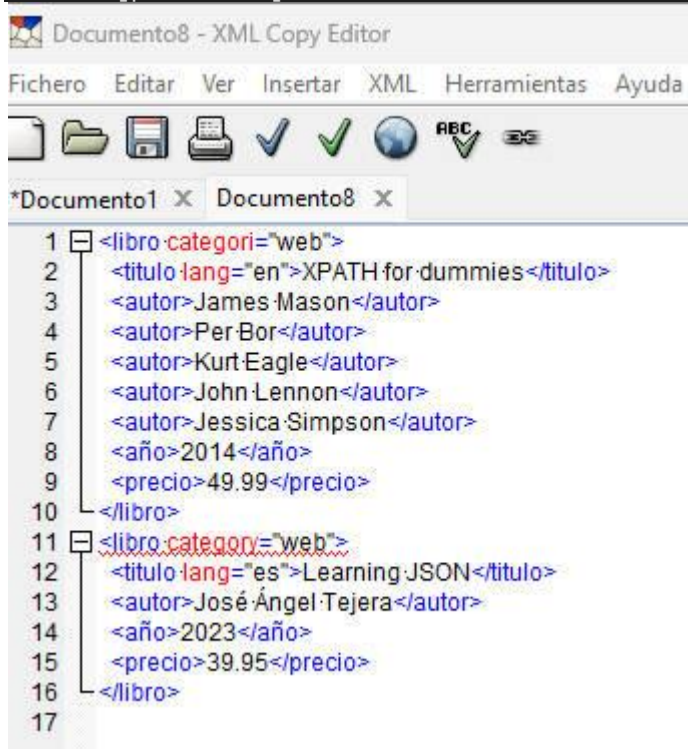 Documento8 - XML Copy Editor
Fichero Editar Ver Insertar XML Herramientas Ayuda
ABC
*Documento1 X Documento8 X
1 <libro categori="web">
2 <titulo lang="en">XPATH for dummies</titulo>
3 <autor>James Mason</autor>
4 <autor>Per Bor</autor>
5 <autor>Kurt Eagle</autor>
6 <autor>John Lennon</autor>
7 <autor>Jessica Simpson</autor>
8 <año>2014</año>
9 <precio>49.99</precio>
10 </libro>
11 <libro category="web">
12 <titulo lang="es">Learning JSON</titulo>
13 <autor>José Ángel Tejera</autor>
14 <año>2023</año>
15 <precio>39.95</precio>
16 </libro>
17